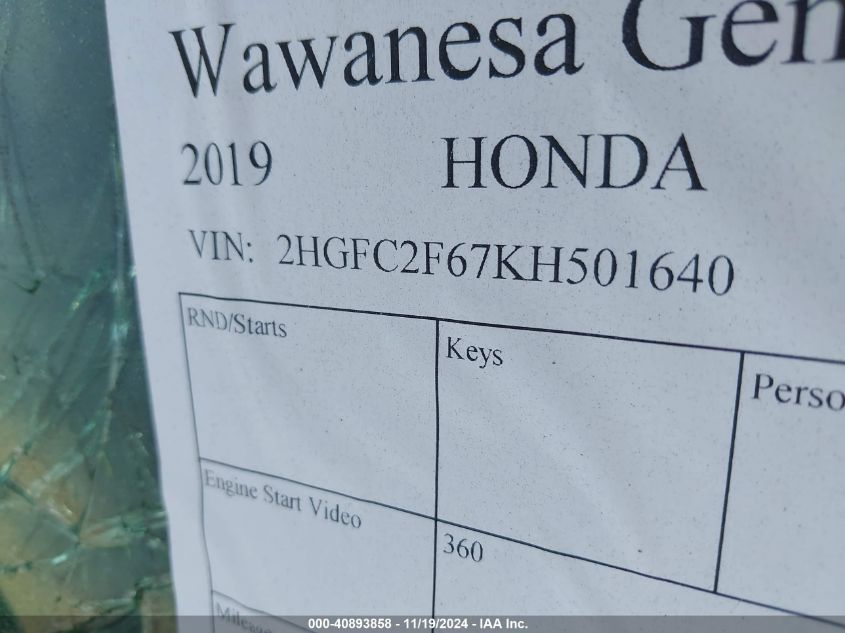 Wawanesa Gen
2019 HONDA
VIN: 2HGFC2F67KH501640
RND/Starts Keys Perso
Engine Start Video 360
Mileage
000-40893858 - 11/19/2024 - IAA Inc.